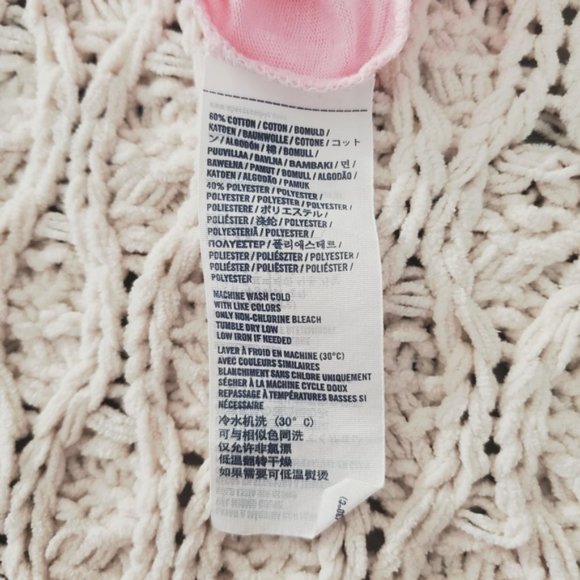 60% COTTON / COTON / BOMULD /
KATOEN / BAUMWOLLE / COTONE / コット
ン / ALGODÓN / 棉 / BOMULL /
PUUVILLAA / BAVLNA / BAMBAKI / 면 /
BAWEŁNA / PAMUT / BUMBAC / ALGODÃO /
KATOEN / ALGODÃO / PAMUK
40% POLYESTER / POLYESTER /
POLYESTER / POLYESTER / POLYESTER /
POLIESTERE / ポリエステル /
POLIÉSTER / 涤纶 / POLYESTER /
POLYESTERIÄ / POLYESTER /
ΠΟΛΥΕΣΤΕΡ / 폴리에스테르 /
POLIESTER / POLIÉSZTER / POLYESTER /
POLIÉSTER / POLIËSTER / POLIÉSTER /
POLYESTER
MACHINE WASH COLD
WITH LIKE COLORS
ONLY NON-CHLORINE BLEACH
TUMBLE DRY LOW
LOW IRON IF NEEDED
LAVER À FROID EN MACHINE (30°C)
AVEC COULEURS SIMILAIRES
BLANCHIMENT SANS CHLORE UNIQUEMENT
SÉCHER À LA MACHINE CYCLE DOUX
REPASSAGE À TEMPÉRATURES BASSES SI
NÉCESSAIRE
冷水机洗 (30°C)
可与相似色同洗
仅允许非氯漂
低温翻转干燥
如果需要可低温熨烫